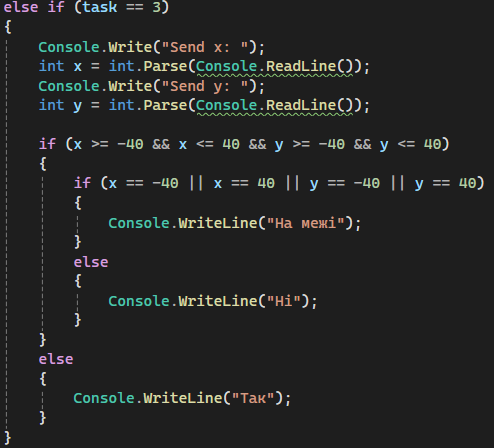 else if (task == 3)
{
    Console.Write("Send x: ");
    int x = int.Parse(Console.ReadLine());
    Console.Write("Send y: ");
    int y = int.Parse(Console.ReadLine());

    if (x >= -40 && x <= 40 && y >= -40 && y <= 40)
    {
        if (x == -40 || x == 40 || y == -40 || y == 40)
        {
            Console.WriteLine("На межі");
        }
        else
        {
            Console.WriteLine("Ні");
        }
    }
    else
    {
        Console.WriteLine("Так");
    }
}